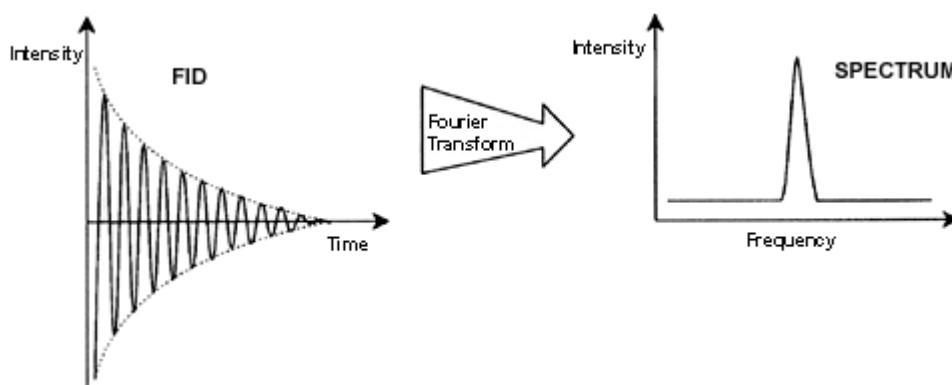 Intensity
FID
Time
Fourier
Transform
Intensity
SPECTRUM
Frequency